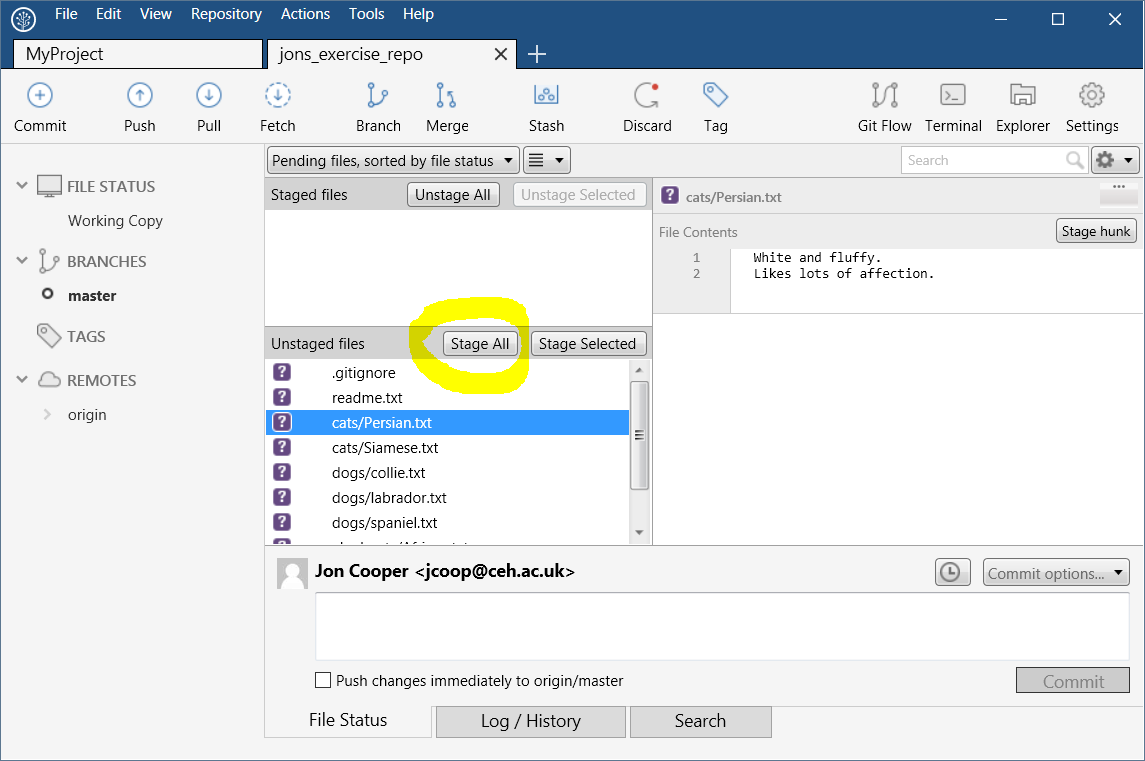 File Edit View Repository Actions Tools Help
MyProject
jons_exercise_repo
Commit Push Pull Fetch Branch Merge Stash Discard Tag Git Flow Terminal Explorer Settings
Pending files, sorted by file status
Search
FILE STATUS
Working Copy
BRANCHES
master
TAGS
REMOTES
origin
Staged files Unstage All Unstage Selected
Unstaged files Stage All Stage Selected
.gitignore
readme.txt
cats/Persian.txt
cats/Siamese.txt
dogs/collie.txt
dogs/labrador.txt
dogs/spaniel.txt
cats/Persian.txt
File Contents Stage hunk
1 White and fluffy.
2 Likes lots of affection.
Jon Cooper <jcoop@ceh.ac.uk>
Commit options...
Push changes immediately to origin/master
Commit
File Status Log / History Search